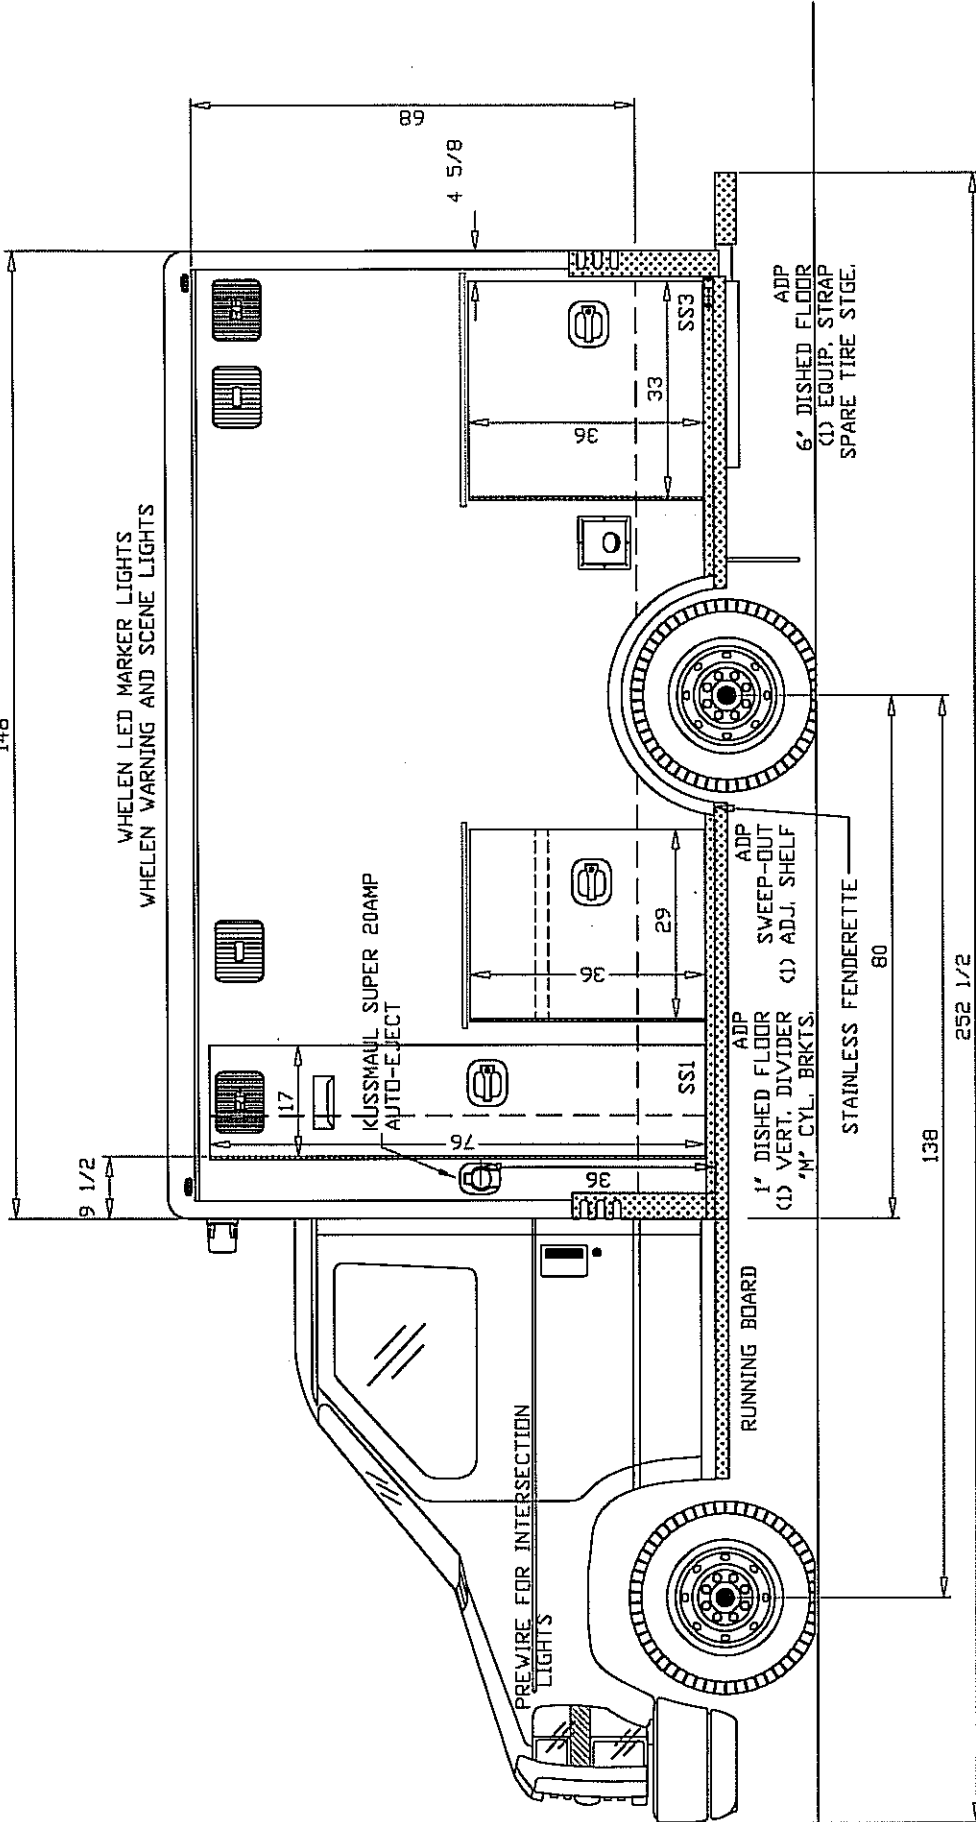 148
WHELEN LED MARKER LIGHTS
WHELEN WARNING AND SCENE LIGHTS
9 1/2
17
76
KUSSMAUL SUPER 20AMP
AUTO-EJECT
36
SS1
36
29
36
33
SS3
4 5/8
68
PREWIRE FOR INTERSECTION
LIGHTS
RUNNING BOARD
ADP
1" DISHED FLOOR
(1) VERT. DIVIDER
"M" CYL. BRKTS.
ADP
SWEEP-OUT
(1) ADJ. SHELF
STAINLESS FENDERETTE
ADP
6" DISHED FLOOR
(1) EQUIP. STRAP
SPARE TIRE STGE.
80
138
252 1/2